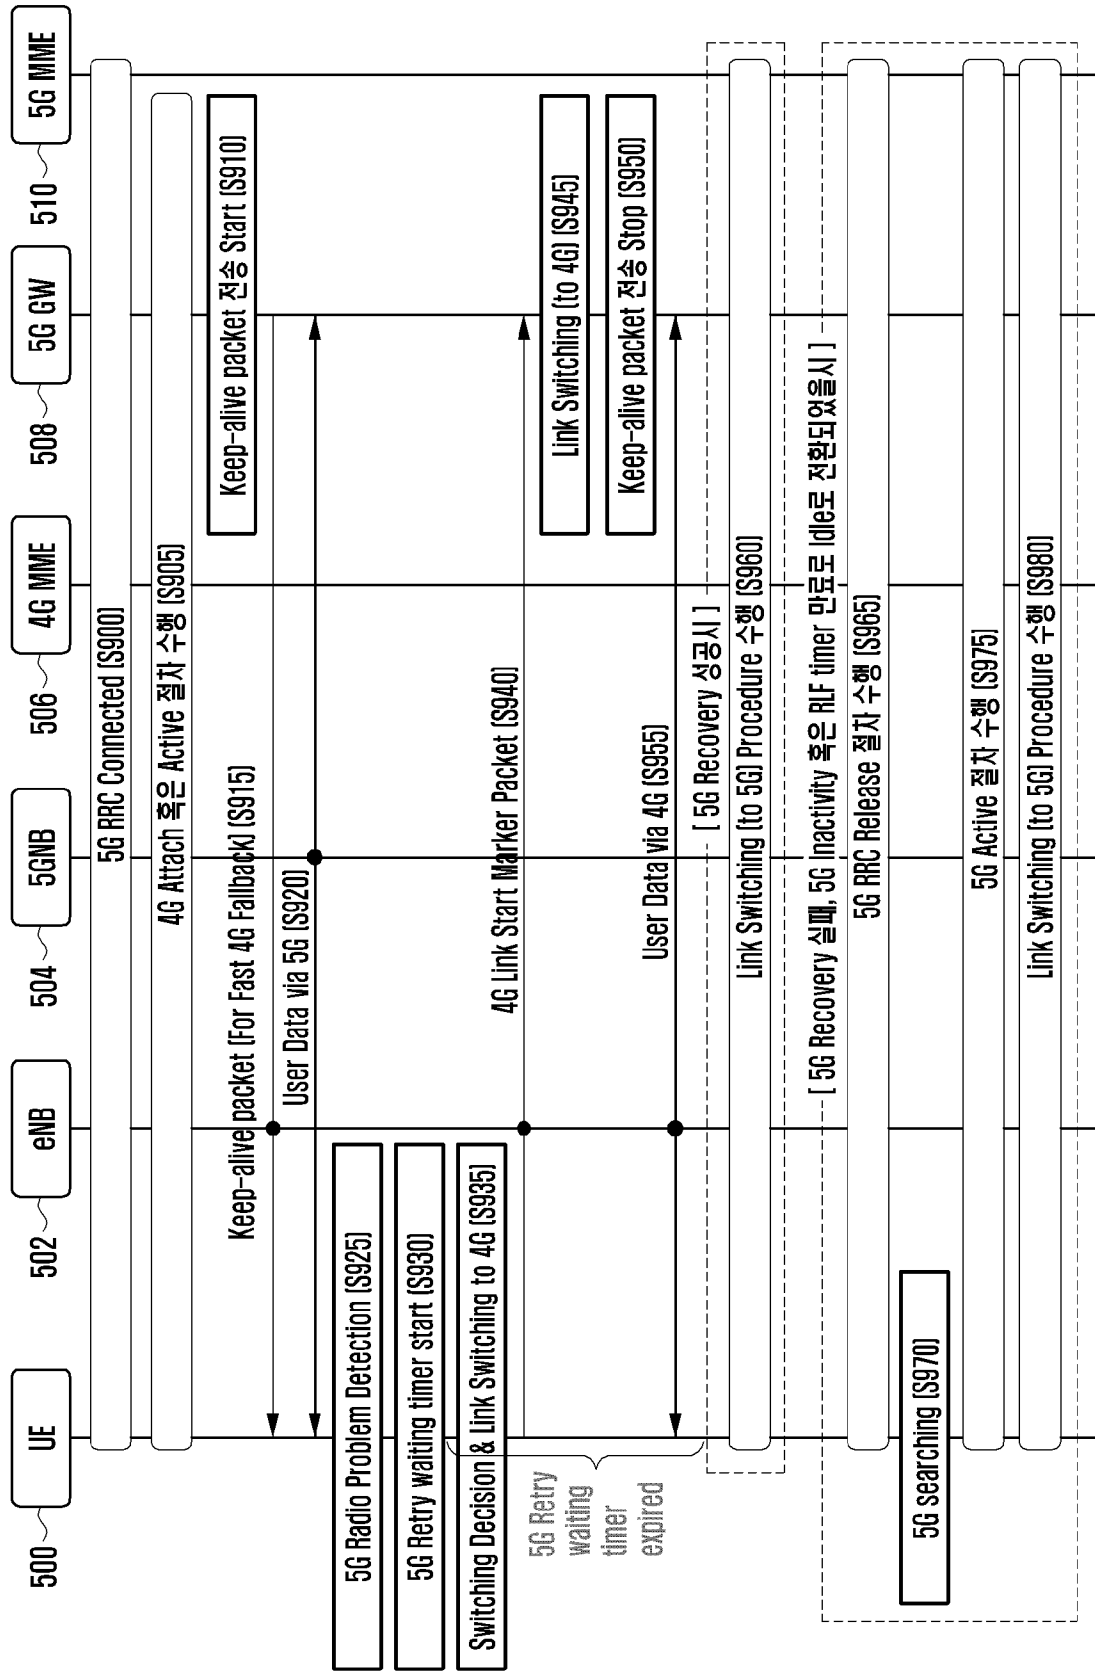 UE
eNB
5GNB
4G MME
5G GW
5G MME
500
502
504
506
508
510
5G RRC Connected (S900)
4G Attach 혹은 Active 절차 수행 (S905)
Keep-alive packet 전송 Start (S910)
Keep-alive packet (For Fast 4G Fallback) (S915)
User Data via 5G (S920)
5G Radio Problem Detection (S925)
5G Retry waiting timer start (S930)
Switching Decision & Link Switching to 4G (S935)
4G Link Start Marker Packet (S940)
5G Retry
waiting
timer
expired
Link Switching (to 4G) (S945)
Keep-alive packet 전송 Stop (S950)
User Data via 4G (S955)
[ 5G Recovery 성공시 ]
Link Switching (to 5G) Procedure 수행 (S960)
[ 5G Recovery 실패, 5G Inactivity 혹은 RLF timer 만료로 Idle로 전환되었을시 ]
5G RRC Release 절차 수행 (S965)
5G searching (S970)
5G Active 절차 수행 (S975)
Link Switching (to 5G) Procedure 수행 (S980)